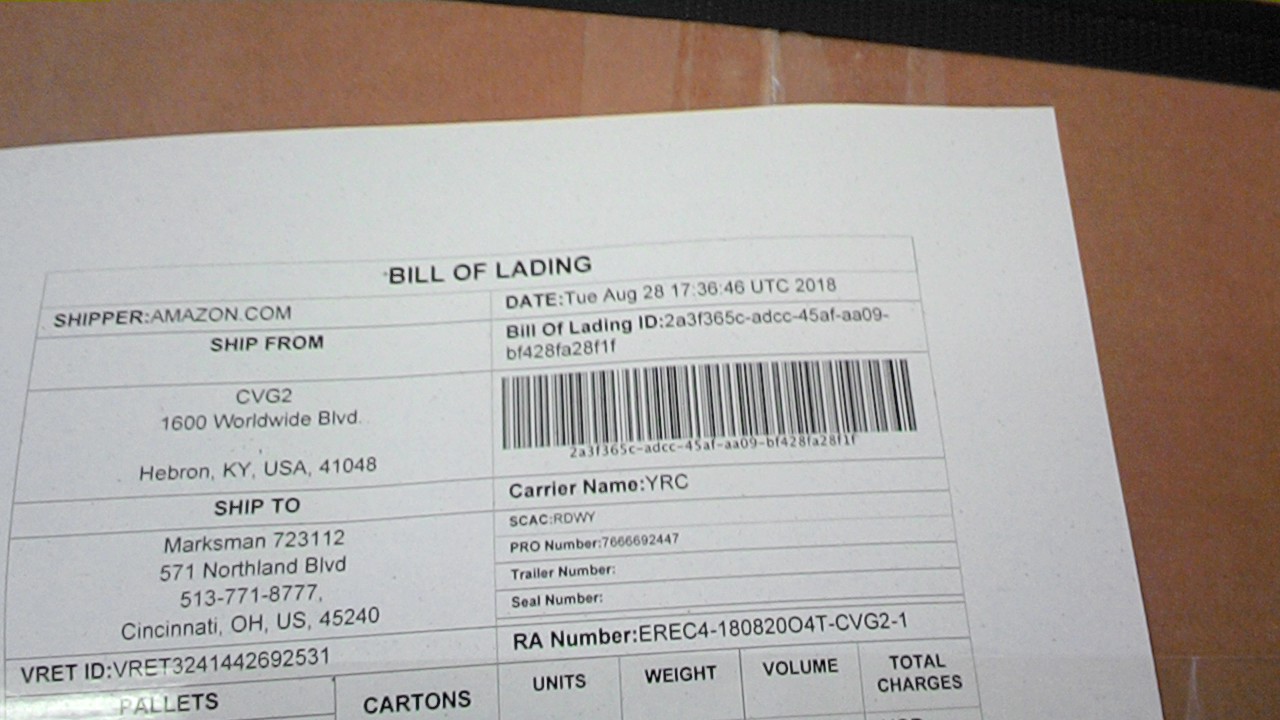 BILL OF LADING
SHIPPER:AMAZON.COM
DATE:Tue Aug 28 17:36:46 UTC 2018
SHIP FROM
Bill Of Lading ID:2a3f365c-adcc-45af-aa09-
bf428fa28f1f
CVG2
1600 Worldwide Blvd.
Hebron, KY, USA, 41048
2a3f365c-adcc-45af-aa09-bf428fa28f1f
SHIP TO
Carrier Name:YRC
Marksman 723112
571 Northland Blvd
513-771-8777,
Cincinnati, OH, US, 45240
SCAC:RDWY
PRO Number:7666692447
Trailer Number:
Seal Number:
VRET ID:VRET3241442692531
RA Number:EREC4-180820O4T-CVG2-1
PALLETS
CARTONS
UNITS
WEIGHT
VOLUME
TOTAL
CHARGES